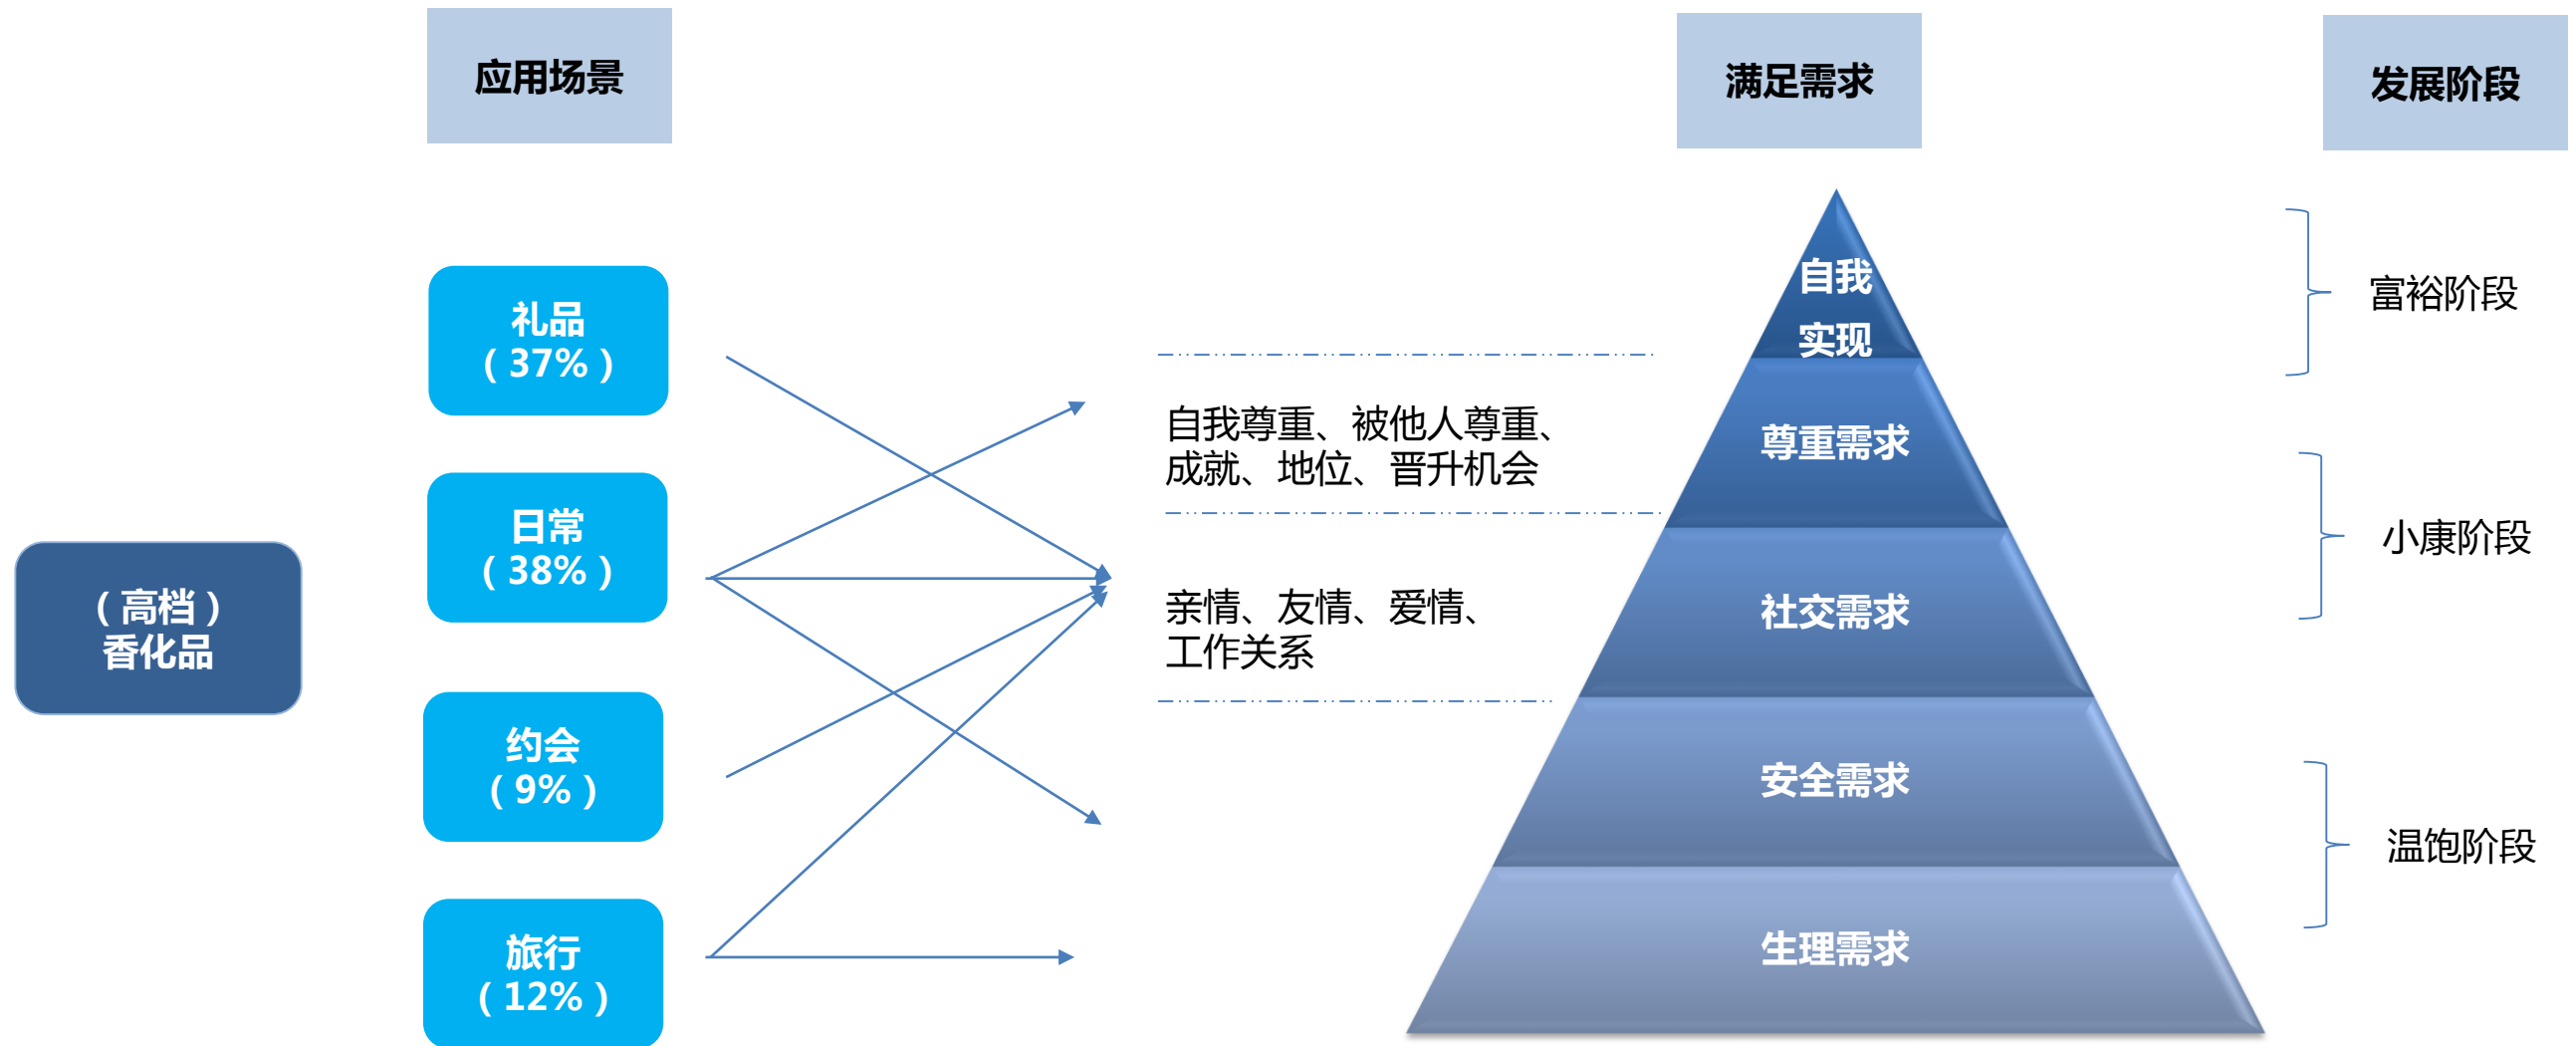 应用场景
满足需求
发展阶段
（高档）
香化品
礼品
（37%）
日常
（38%）
约会
（9%）
旅行
（12%）
自我尊重、被他人尊重、
成就、地位、晋升机会
亲情、友情、爱情、
工作关系
自我
实现
尊重需求
社交需求
安全需求
生理需求
富裕阶段
小康阶段
温饱阶段